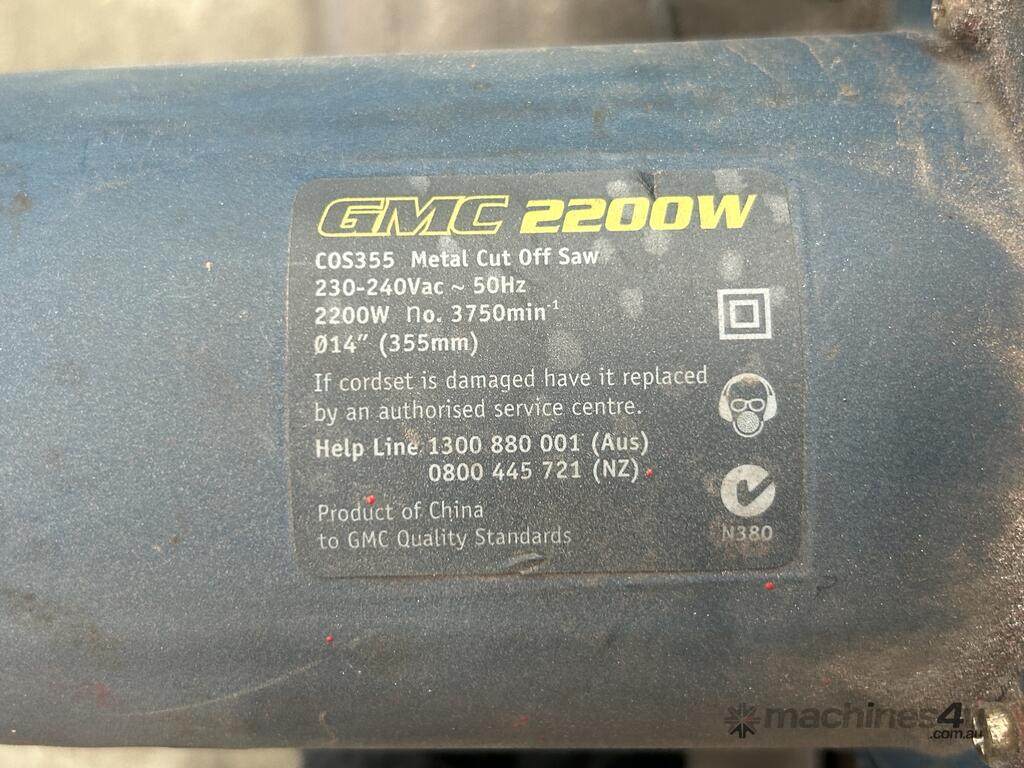 GMC 2200W
COS355 Metal Cut Off Saw
230-240Vac ~ 50Hz
2200W no. 3750min⁻¹
Ø14” (355mm)
If cordset is damaged have it replaced
by an authorised service centre.
Help Line 1300 880 001 (Aus)
0800 445 721 (NZ)
Product of China
to GMC Quality Standards
N380
machines4u
.com.au